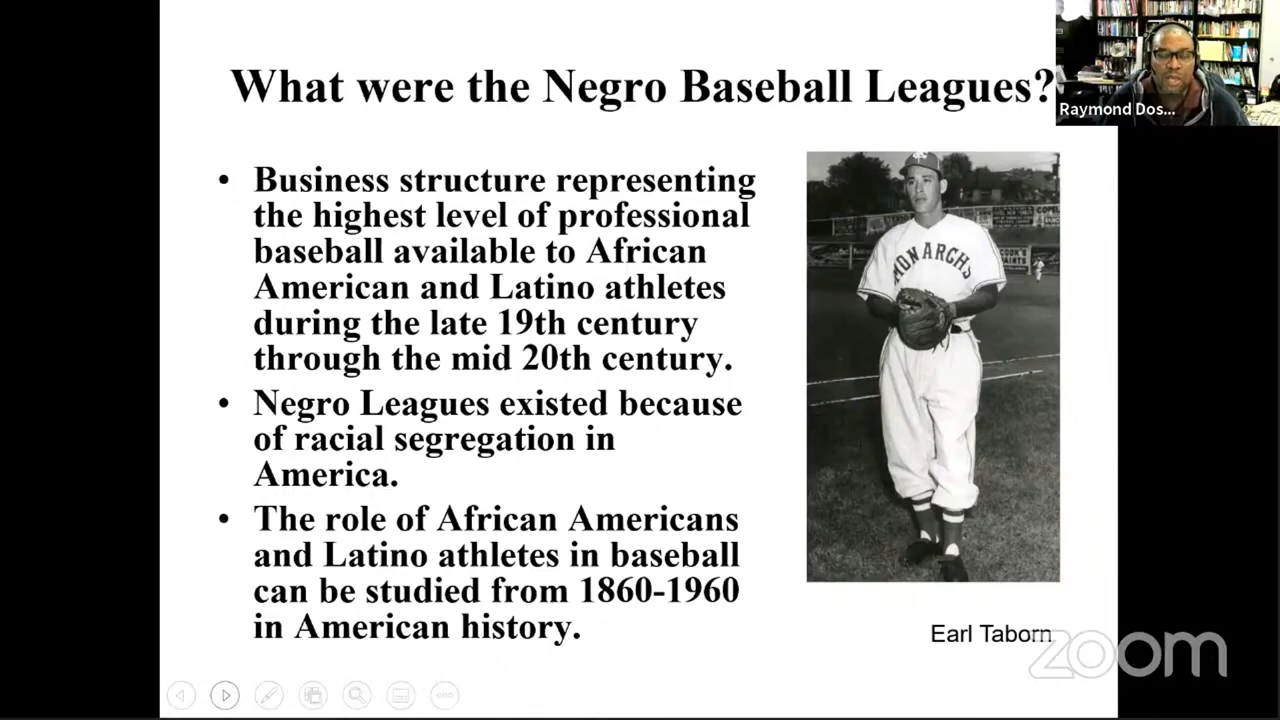 What were the Negro Baseball Leagues?
Raymond Dos...
• Business structure representing
the highest level of professional
baseball available to African
American and Latino athletes
during the late 19th century
through the mid 20th century.
• Negro Leagues existed because
of racial segregation in
America.
• The role of African Americans
and Latino athletes in baseball
can be studied from 1860-1960
in American history.
MONARCHS
COOK'S
PAINTS
Earl Taborn
zoom